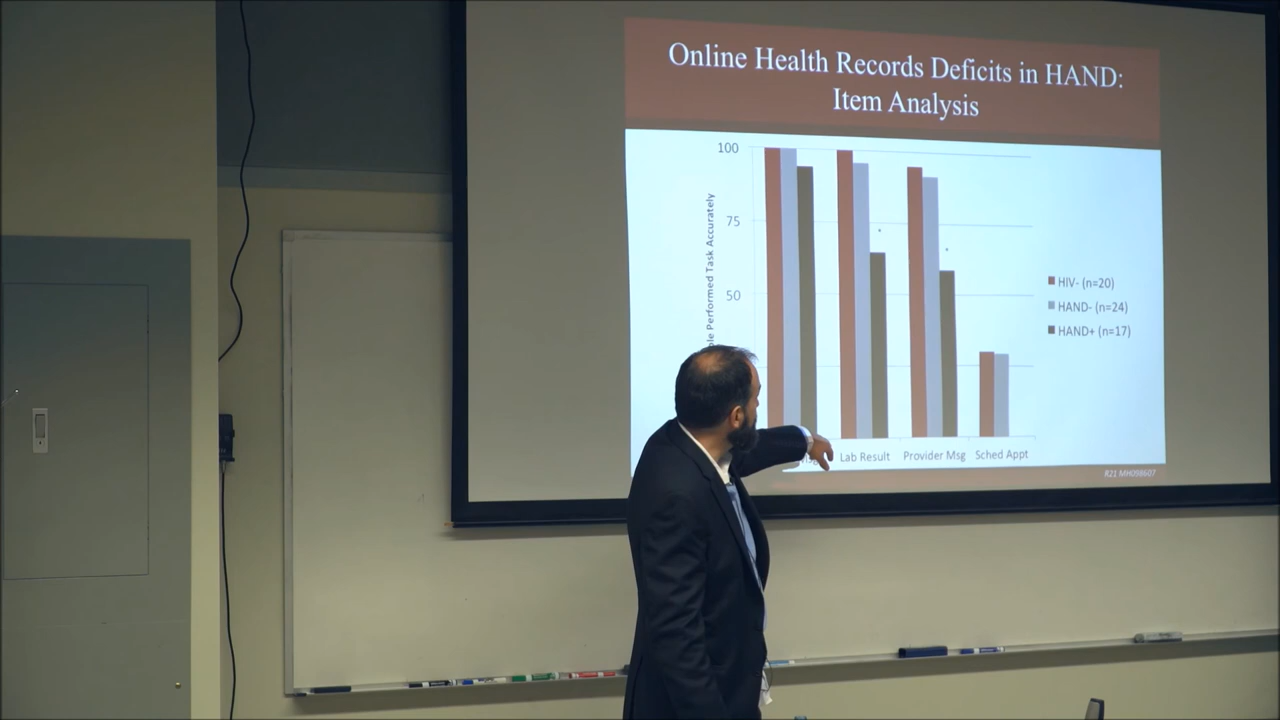 Online Health Records Deficits in HAND:
Item Analysis
100
75
50
Performed Task Accurately
HIV- (n=20)
HAND- (n=24)
HAND+ (n=17)
Lab Result
Provider Msg
Sched Appt
R21 MH098607